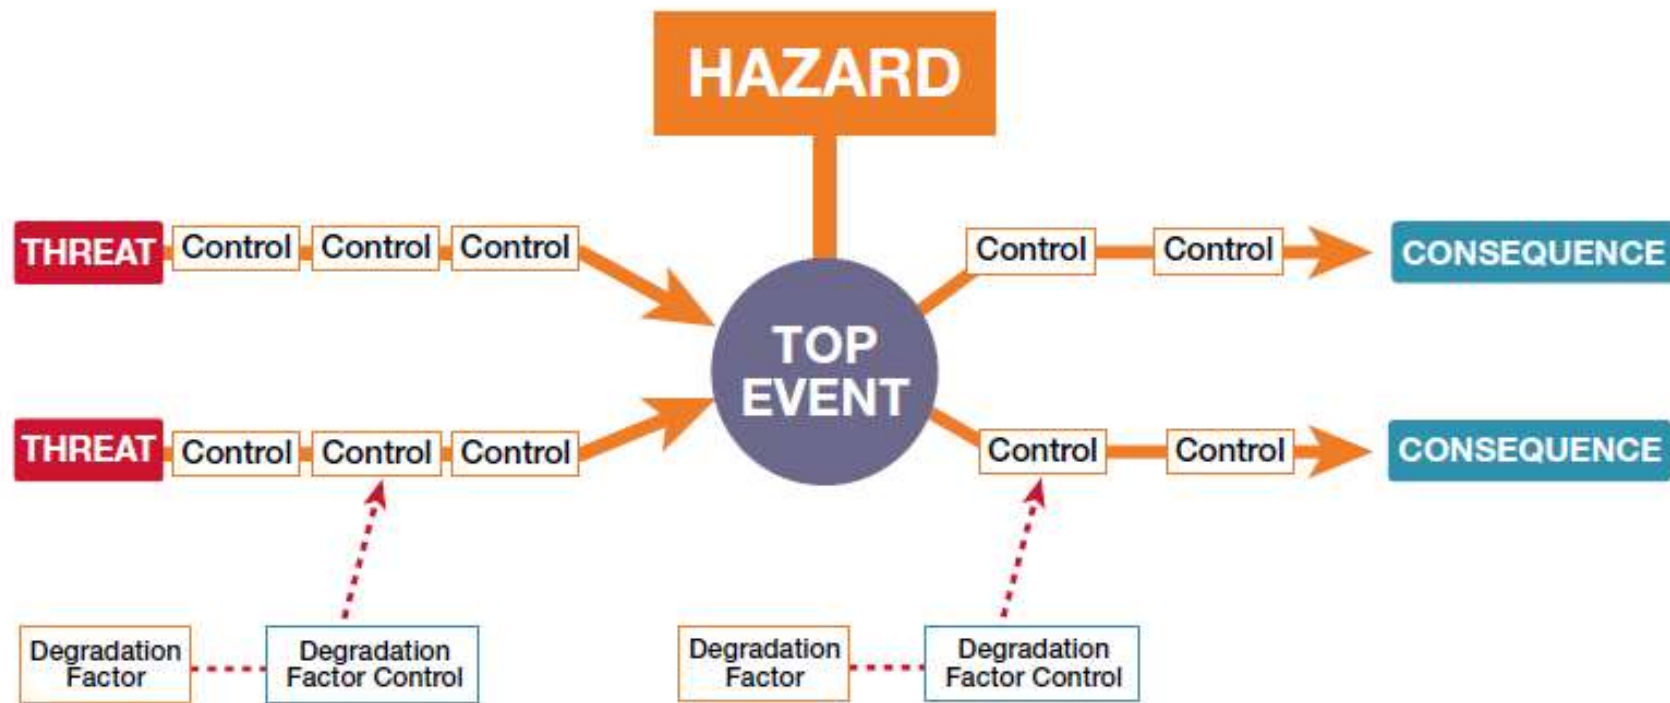 HAZARD
THREAT Control Control Control Control Control CONSEQUENCE
TOP
EVENT
THREAT Control Control Control Control Control CONSEQUENCE
Degradation
Factor
Degradation
Factor Control
Degradation
Factor
Degradation
Factor Control